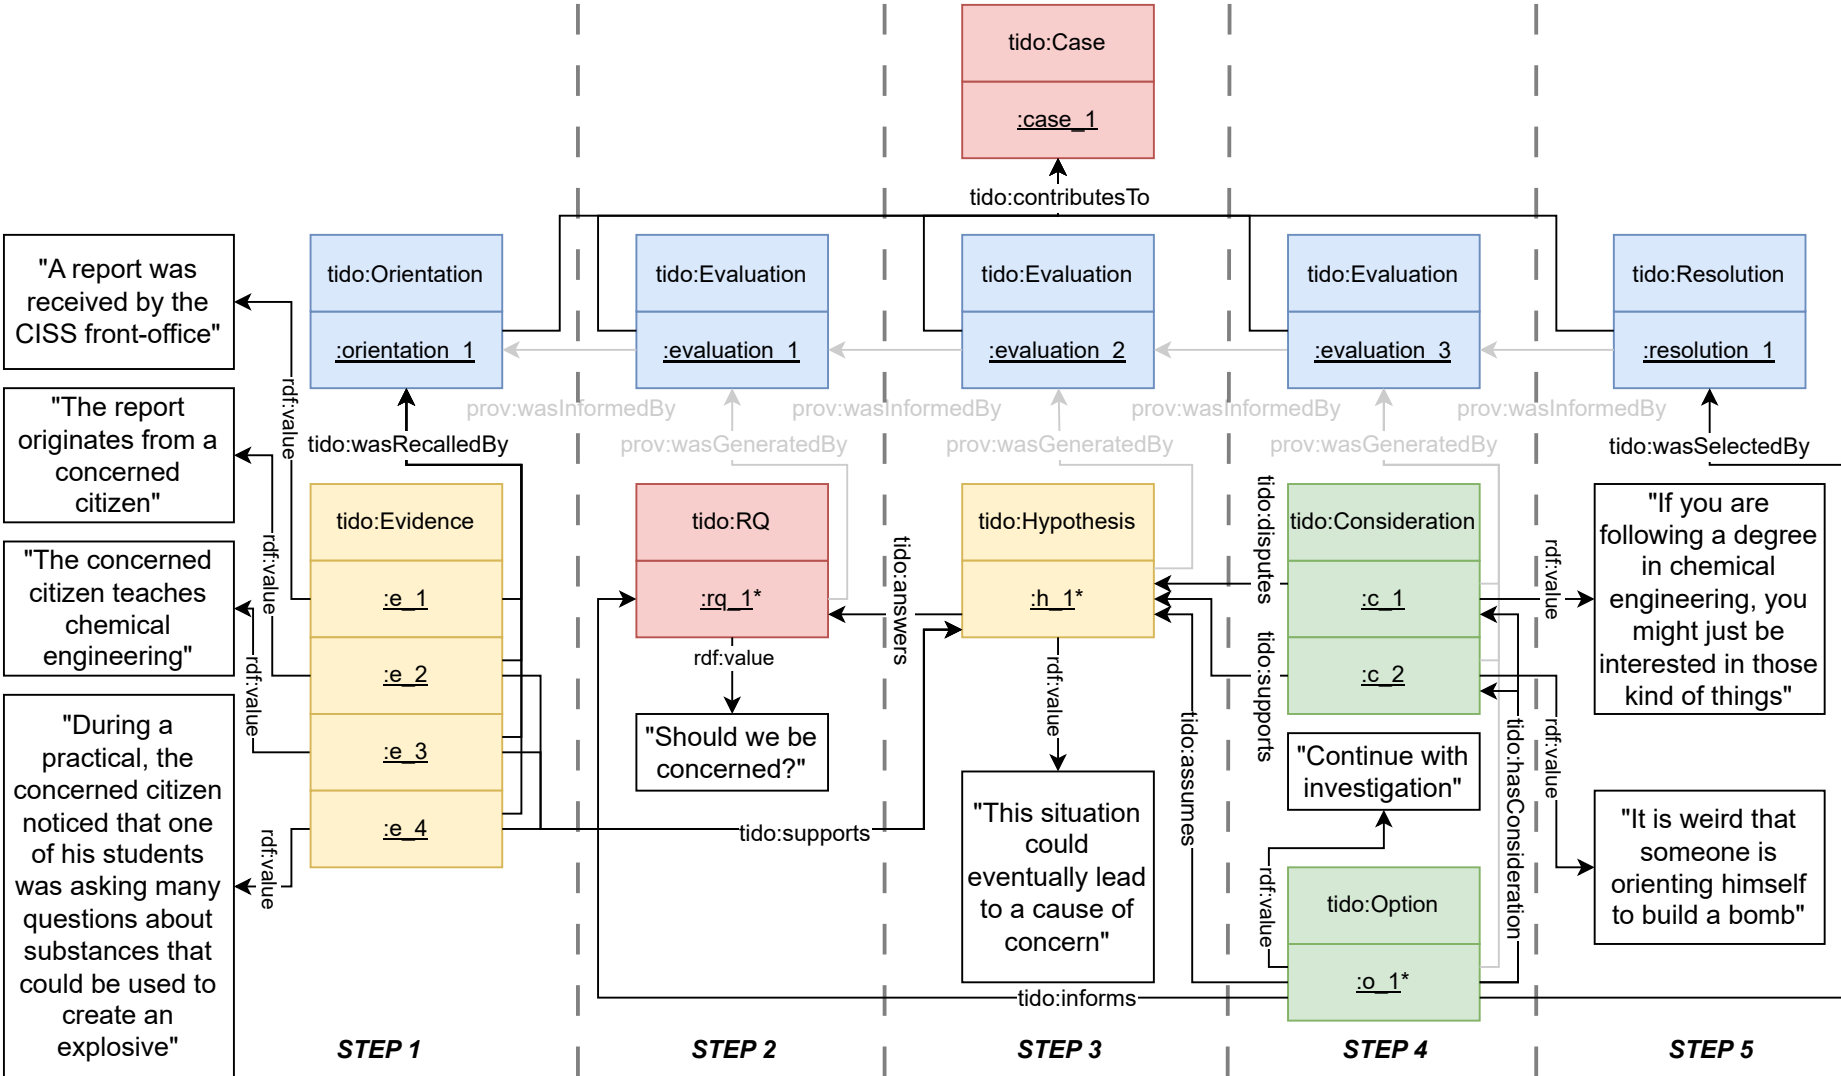 tido:Case
:case_1
tido:contributesTo
"A report was
received by the
CISS front-office"
tido:Orientation
:orientation_1
tido:Evaluation
:evaluation_1
tido:Evaluation
:evaluation_2
tido:Evaluation
:evaluation_3
tido:Resolution
:resolution_1
prov:wasInformedBy
prov:wasInformedBy
prov:wasInformedBy
prov:wasInformedBy
rdf:value
"The report
originates from a
concerned
citizen"
tido:wasRecalledBy
prov:wasGeneratedBy
prov:wasGeneratedBy
prov:wasGeneratedBy
tido:wasSelectedBy
rdf:value
"The concerned
citizen teaches
chemical
engineering"
rdf:value
"During a
practical, the
concerned citizen
noticed that one
of his students
was asking many
questions about
substances that
could be used to
create an
explosive"
rdf:value
tido:Evidence
:e_1
:e_2
:e_3
:e_4
tido:supports
tido:RQ
:rq_1*
rdf:value
"Should we be
concerned?"
tido:answers
tido:Hypothesis
:h_1*
rdf:value
"This situation
could
eventually lead
to a cause of
concern"
tido:disputes
tido:supports
tido:assumes
tido:informs
tido:Consideration
:c_1
:c_2
"Continue with
investigation"
rdf:value
tido:Option
:o_1*
tido:hasConsideration
rdf:value
"If you are
following a degree
in chemical
engineering, you
might just be
interested in those
kind of things"
rdf:value
"It is weird that
someone is
orienting himself
to build a bomb"
STEP 1
STEP 2
STEP 3
STEP 4
STEP 5